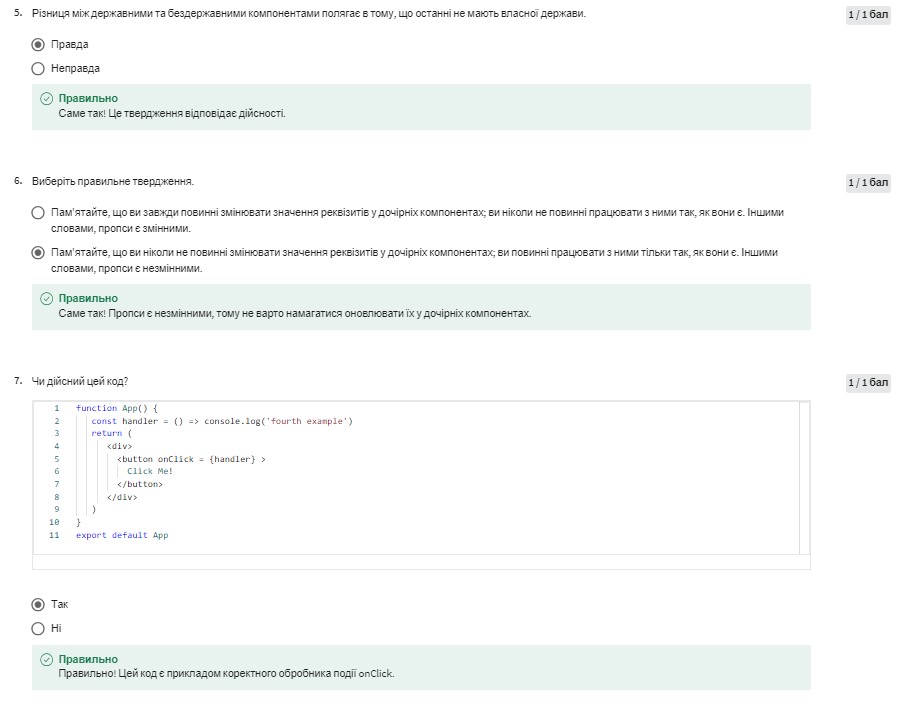 5. Різниця між державними та бездержавними компонентами полягає в тому, що останні не мають власної держави.
1 / 1 бал
Правда
Неправда
Правильно
Саме так! Це твердження відповідає дійсності.
6. Виберіть правильне твердження.
1 / 1 бал
Пам'ятайте, що ви завжди повинні змінювати значення реквізитів у дочірніх компонентах; ви ніколи не повинні працювати з ними так, як вони є. Іншими
словами, пропси є змінними.
Пам'ятайте, що ви ніколи не повинні змінювати значення реквізитів у дочірніх компонентах; ви повинні працювати з ними тільки так, як вони є. Іншими
словами, пропси є незмінними.
Правильно
Саме так! Пропси є незмінними, тому не варто намагатися оновлювати їх у дочірніх компонентах.
7. Чи дійсний цей код?
1 / 1 бал
1 function App() {
2 const handler = () => console.log('fourth example')
3 return (
4 <div>
5 <button onClick = {handler} >
6 Click Me!
7 </button>
8 </div>
9 )
10 }
11 export default App
Так
Ні
Правильно
Правильно! Цей код є прикладом коректного обробника події onClick.